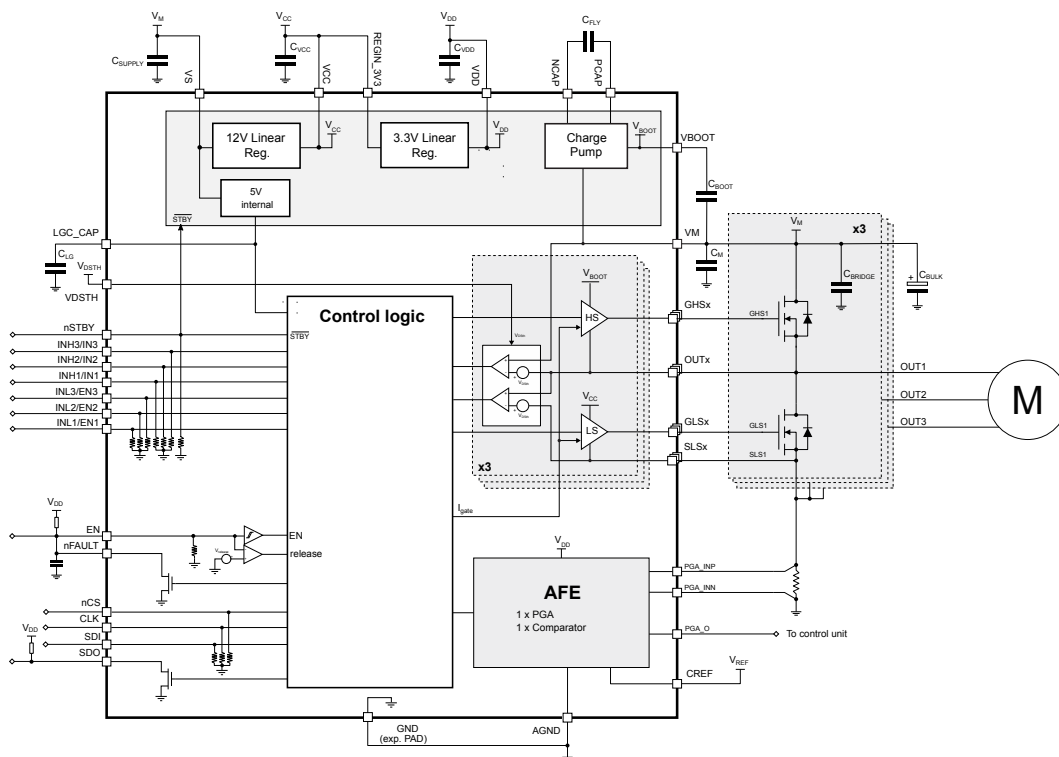 VM
VCC
VDD
CFLY
CSUPPLY
CVCC
CVDD
VS
VCC
REGIN_3V3
VDD
NCAP
PCAP
12V Linear
Reg.
VCC
3.3V Linear
Reg.
VDD
Charge
Pump
VBOOT
VBOOT
5V
internal
STBY
CBOOT
LGC_CAP
CLG
VDSTH
VDSTH
VM
CM
VM
x3
CBRIDGE
CBULK
+
Control logic
VBOOT
HS
GHSx
GHS1
nSTBY
STBY
INH3/IN3
INH2/IN2
INH1/IN1
INL3/EN3
INL2/EN2
INL1/EN1
OUTx
OUT1
OUT2
OUT3
M
VCC
LS
GLSx
GLS1
SLSx
SLS1
x3
Igate
VDD
EN
EN
nFAULT
release
VDD
AFE
1 x PGA
1 x Comparator
PGA_INP
PGA_INN
PGA_O
To control unit
nCS
CLK
SDI
VDD
SDO
CREF
VREF
GND
(exp. PAD)
AGND